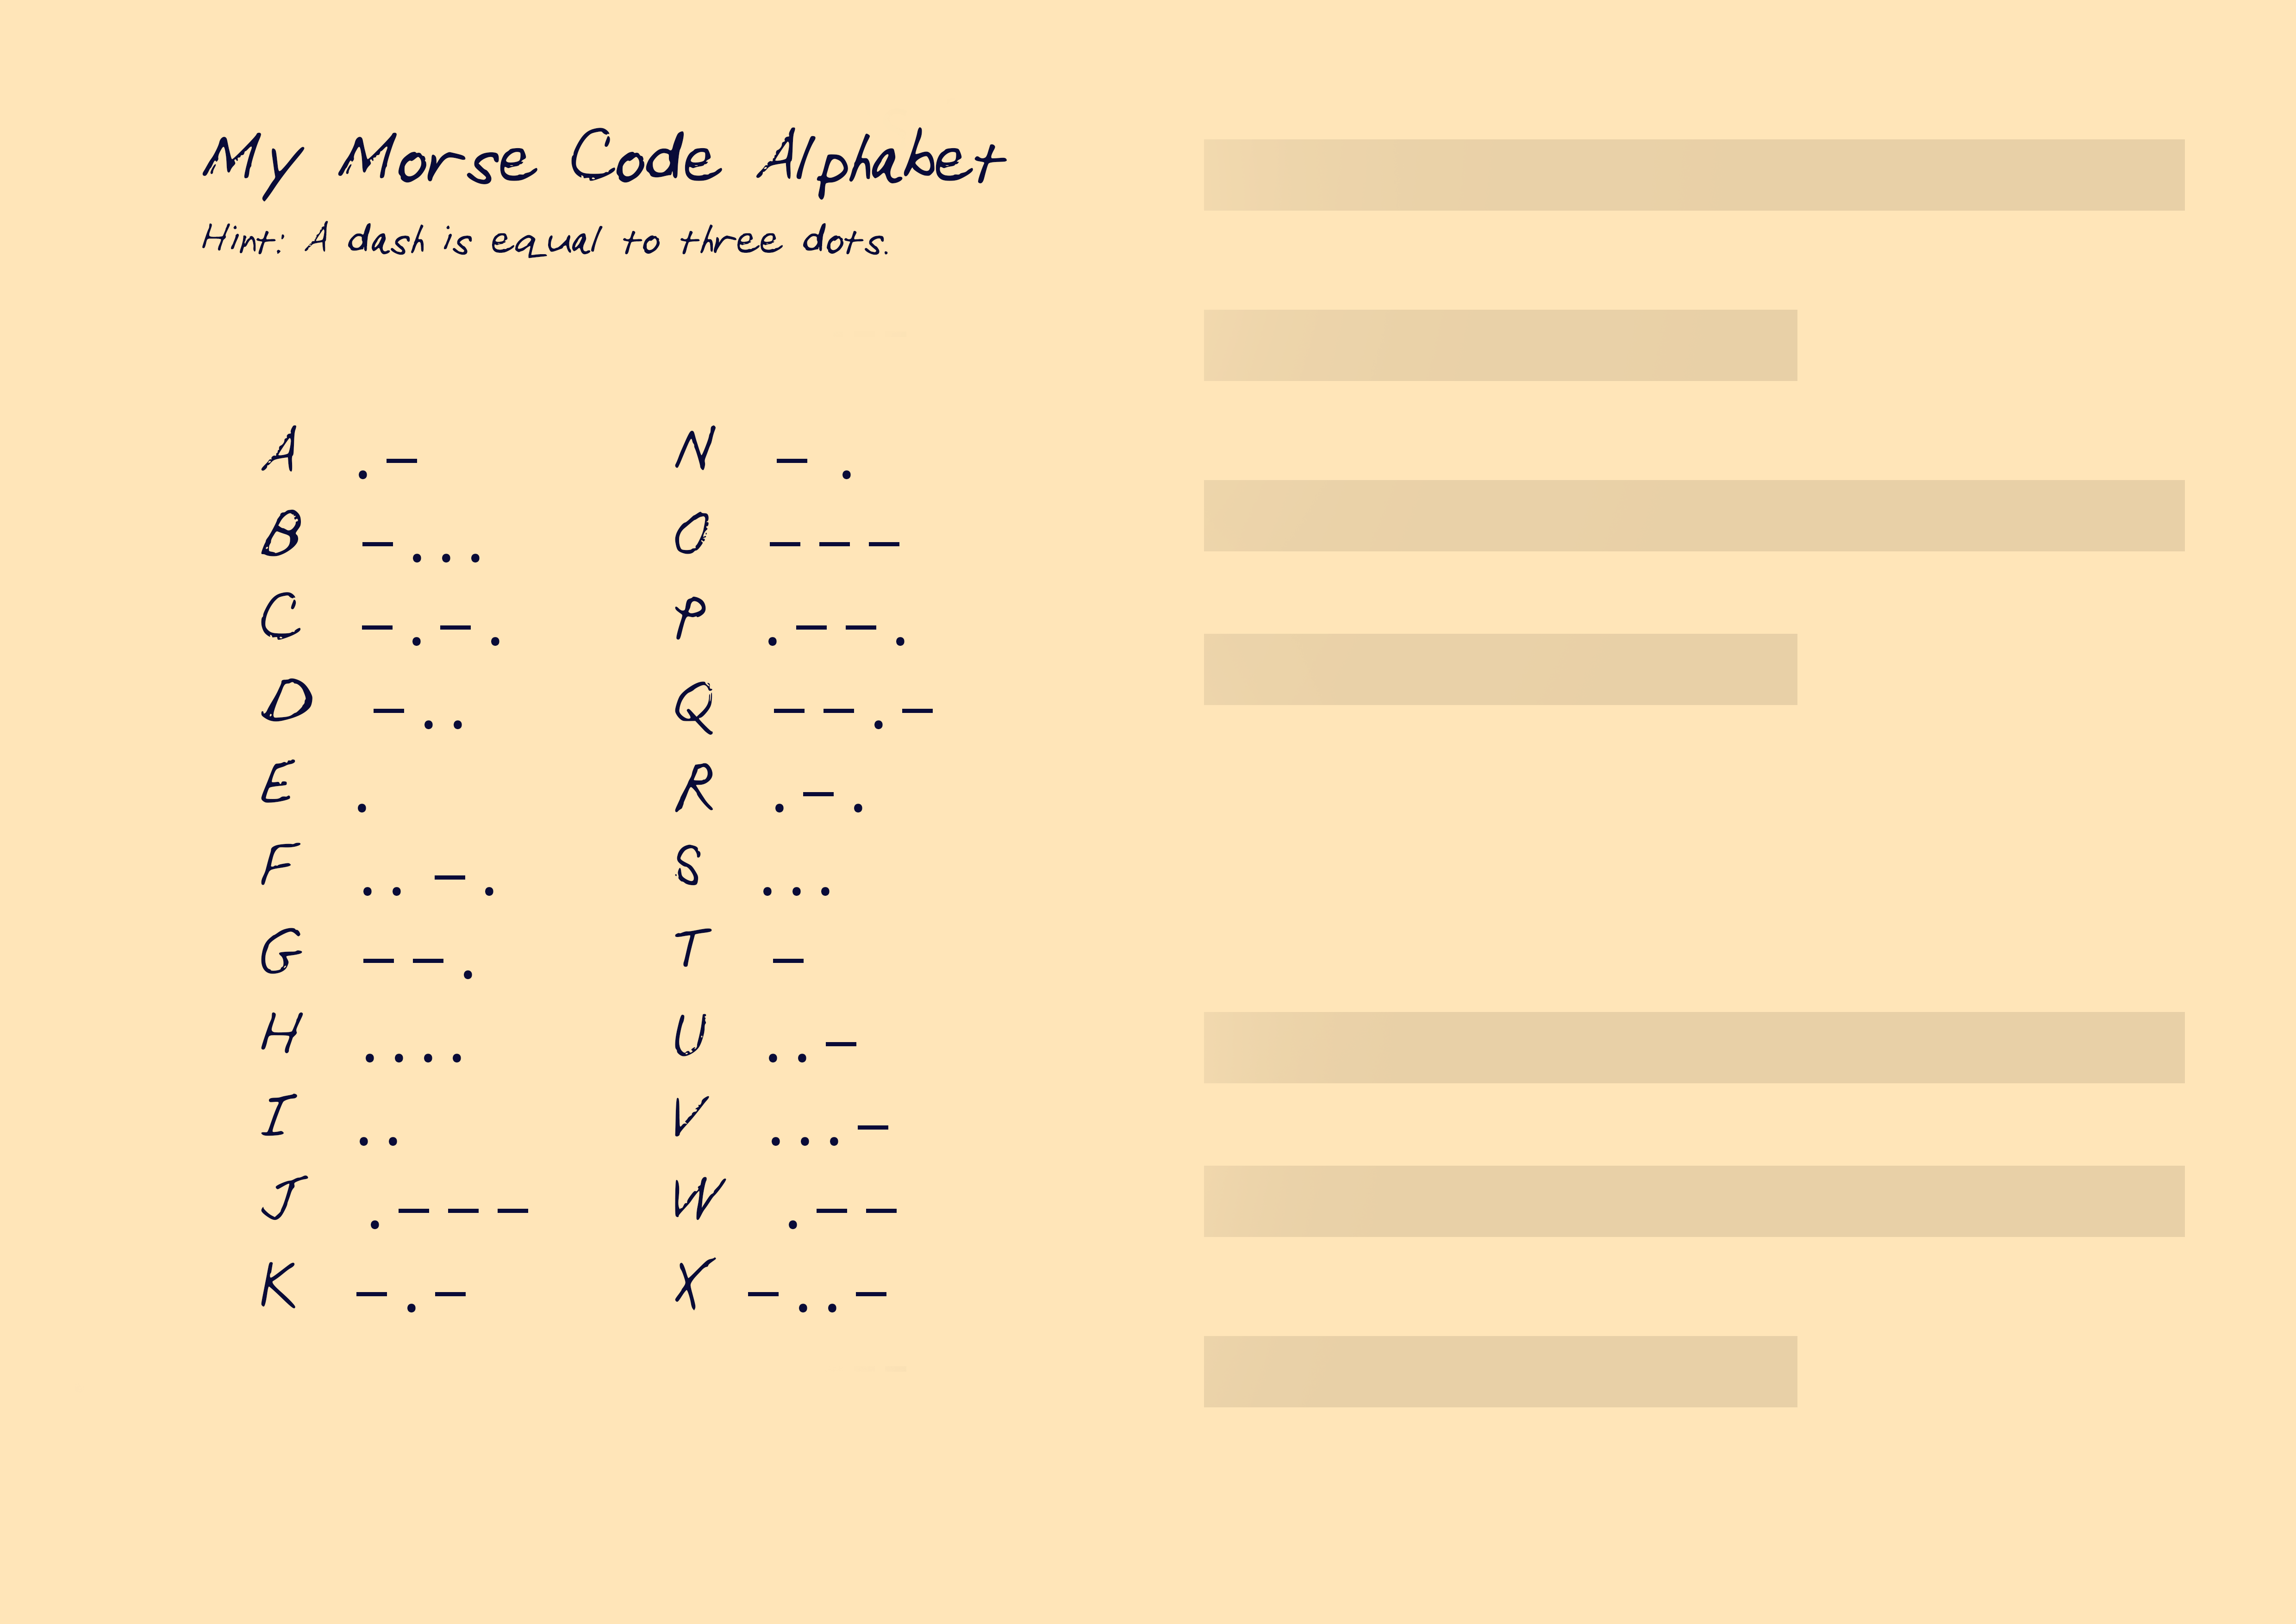 My Morse Code Alphabet
Hint: A dash is equal to three dots.
A .-
B -...
C -.-.
D -..
E .
F ..-.
G --.
H ....
I ..
J .---
K -.-
N - .
O ---
P .--.
Q --.-
R .-.
S ...
T -
U ..-
V ...-
W .--
X -..-